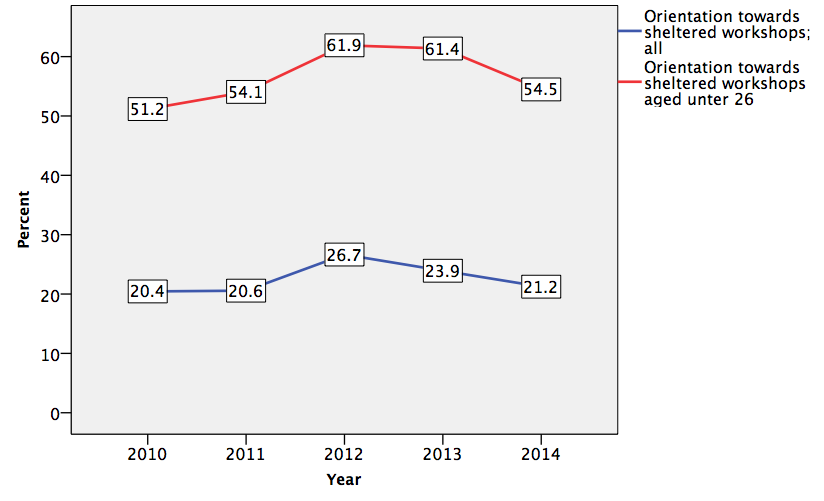 Orientation towards
sheltered workshops;
all
Orientation towards
sheltered workshops
aged unter 26
60
50
40
30
20
10
0
Percent
51.2
54.1
61.9
61.4
54.5
20.4
20.6
26.7
23.9
21.2
2010 2011 2012 2013 2014
Year